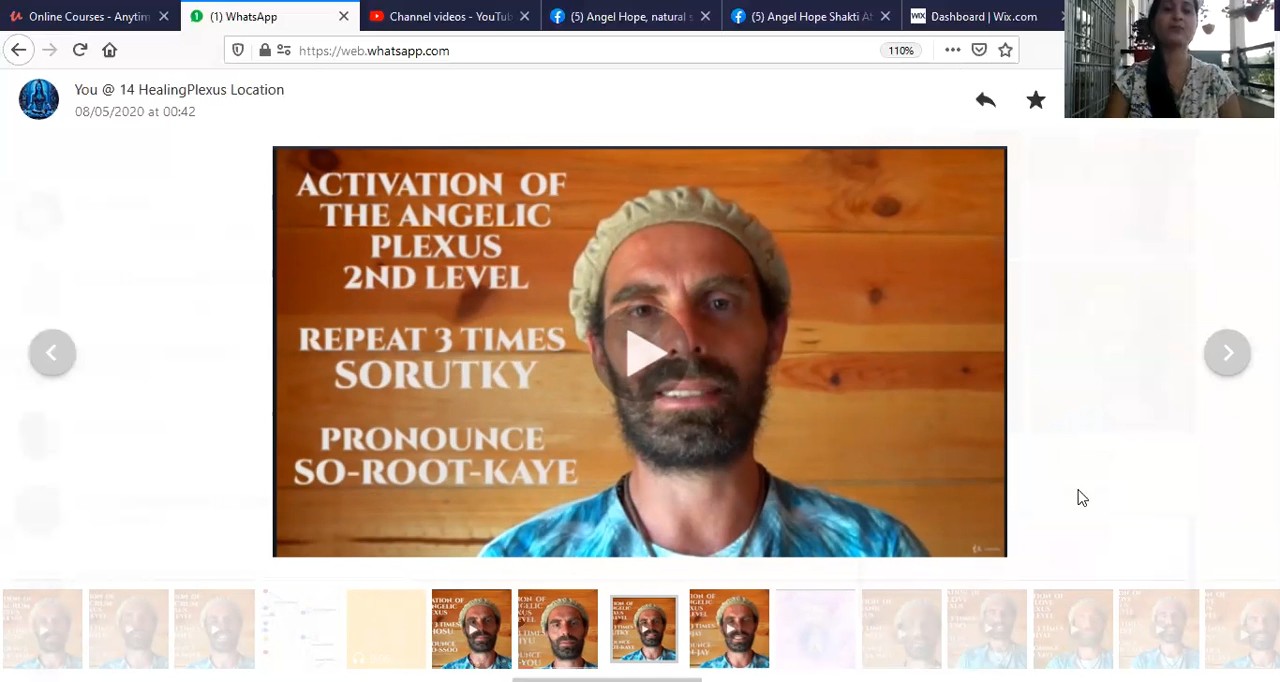 Online Courses - Anytim
(1) WhatsApp
Channel videos - YouTu
(5) Angel Hope, natural s
(5) Angel Hope Shakti A
Dashboard | Wix.com
https://web.whatsapp.com
110%
You @ 14 HealingPlexus Location
08/05/2020 at 00:42
ACTIVATION OF
THE ANGELIC
PLEXUS
2ND LEVEL
REPEAT 3 TIMES
SORUTKY
PRONOUNCE
SO-ROOT-KAYE